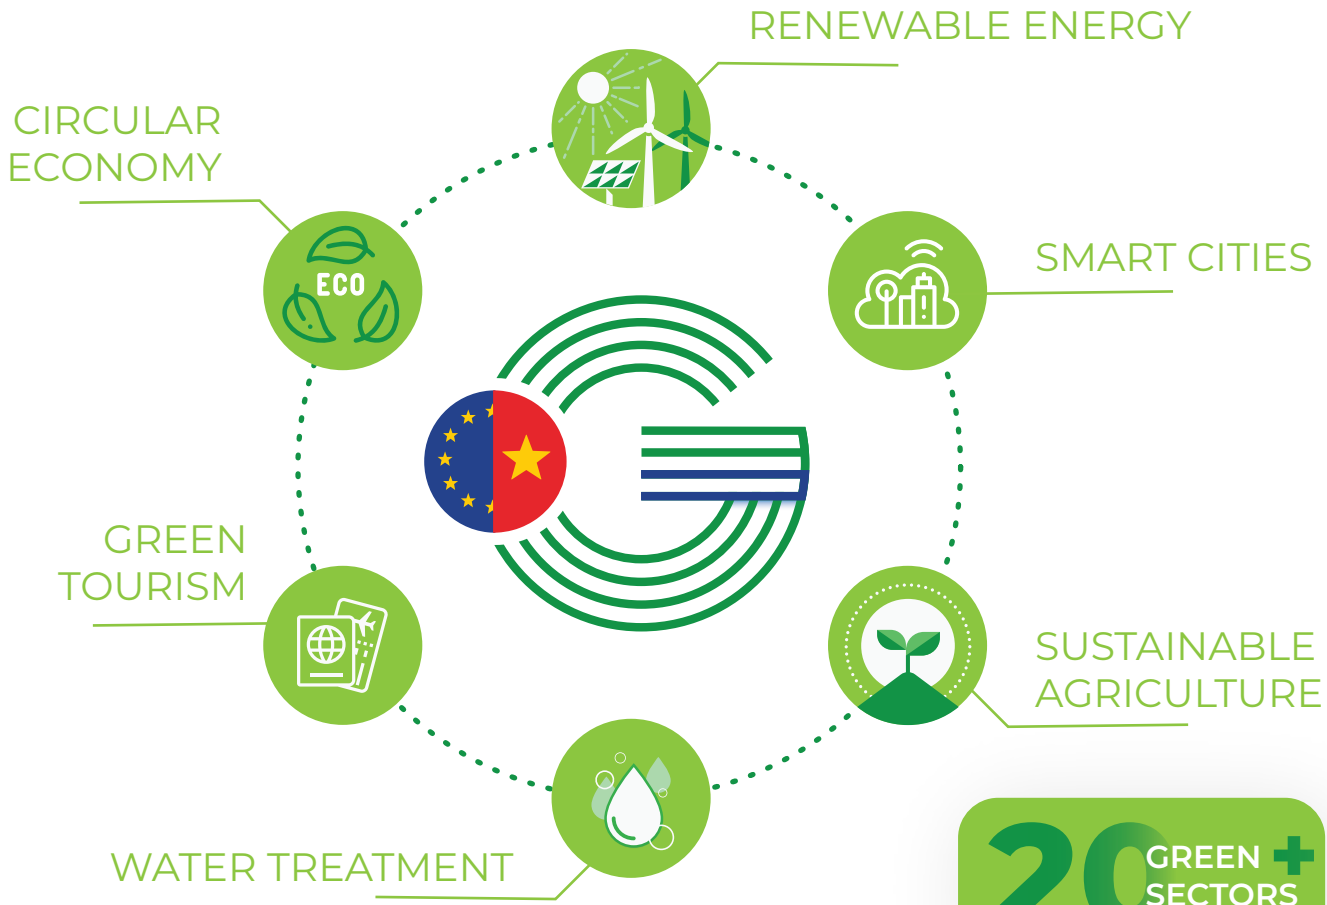 RENEWABLE ENERGY
CIRCULAR
ECONOMY
ECO
SMART CITIES
GREEN
TOURISM
SUSTAINABLE
AGRICULTURE
WATER TREATMENT
20 GREEN +
SECTORS